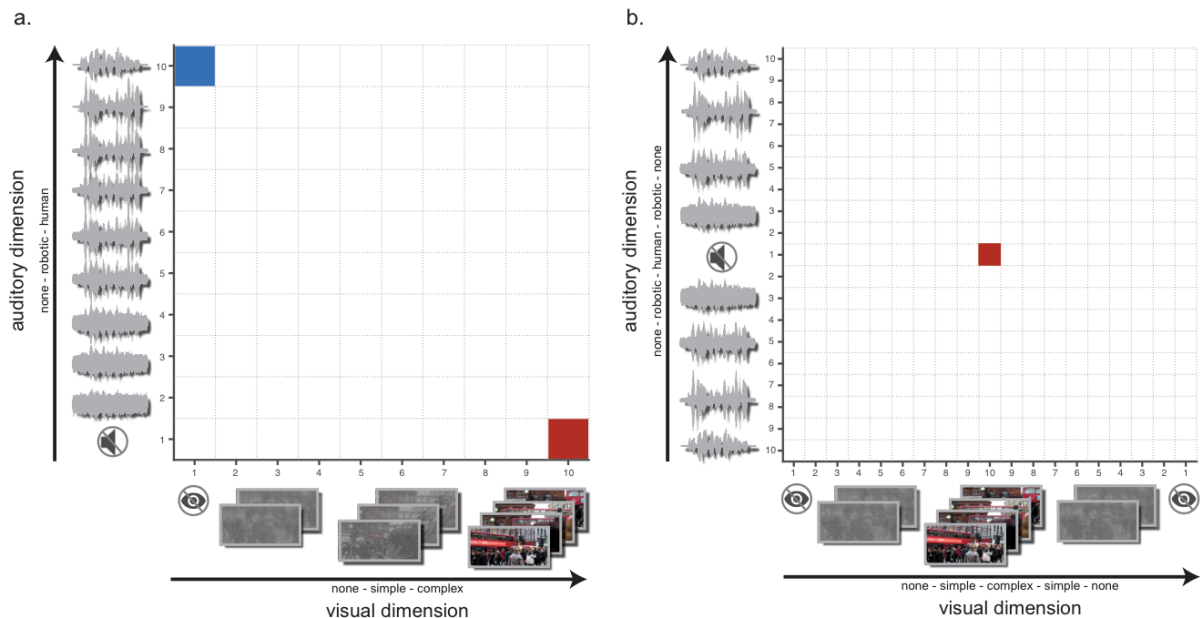 a.
auditory dimension
none - robotic - human
10
9
8
7
6
5
4
3
2
1
1 2 3 4 5 6 7 8 9 10
none - simple - complex
visual dimension
b.
auditory dimension
none - robotic - human - robotic - none
10
9
8
7
6
5
4
3
2
1
2
3
4
5
6
7
8
9
10
1 2 3 4 5 6 7 8 9 10 9 8 7 6 5 4 3 2 1
none - simple - complex - simple - none
visual dimension